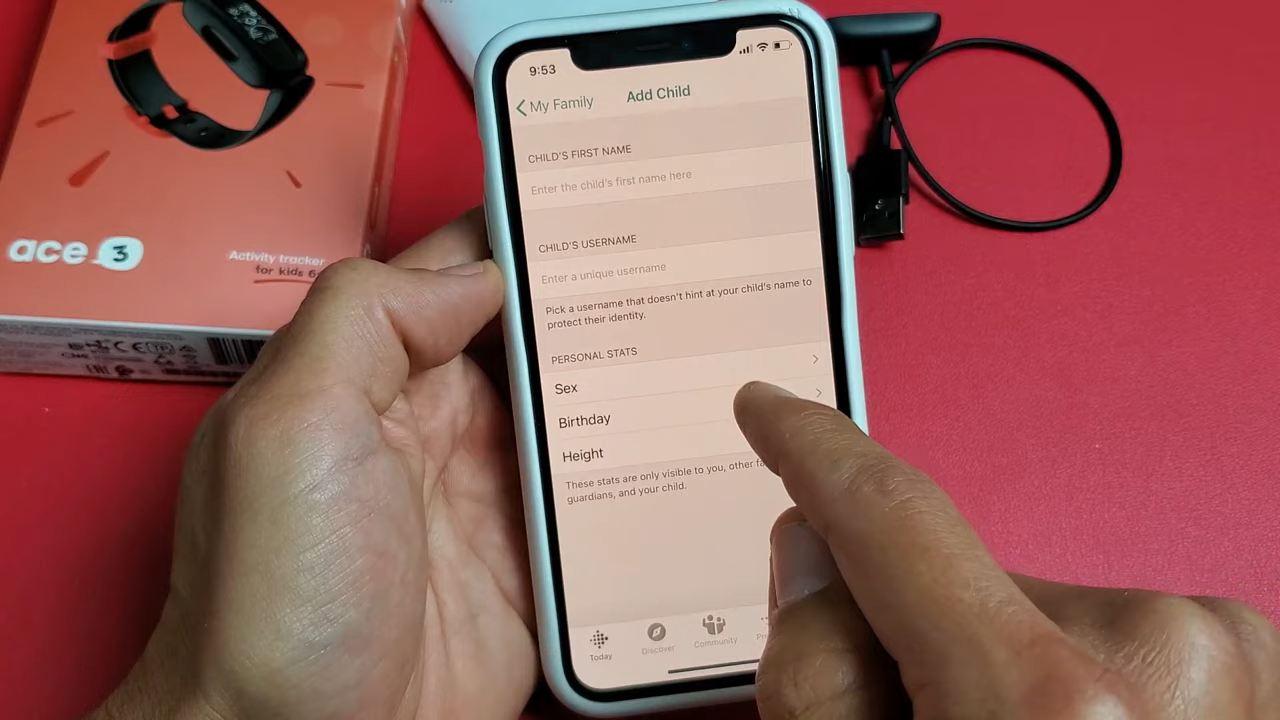 9:53
My Family
Add Child
CHILD'S FIRST NAME
Enter the child's first name here
CHILD'S USERNAME
Enter a unique username
Pick a username that doesn't hint at your child's name to
protect their identity.
PERSONAL STATS
Sex
Birthday
Height
These stats are only visible to you, other
guardians, and your child.
Today
Discover
Community
ace 3
Activity tracker
for kids 6